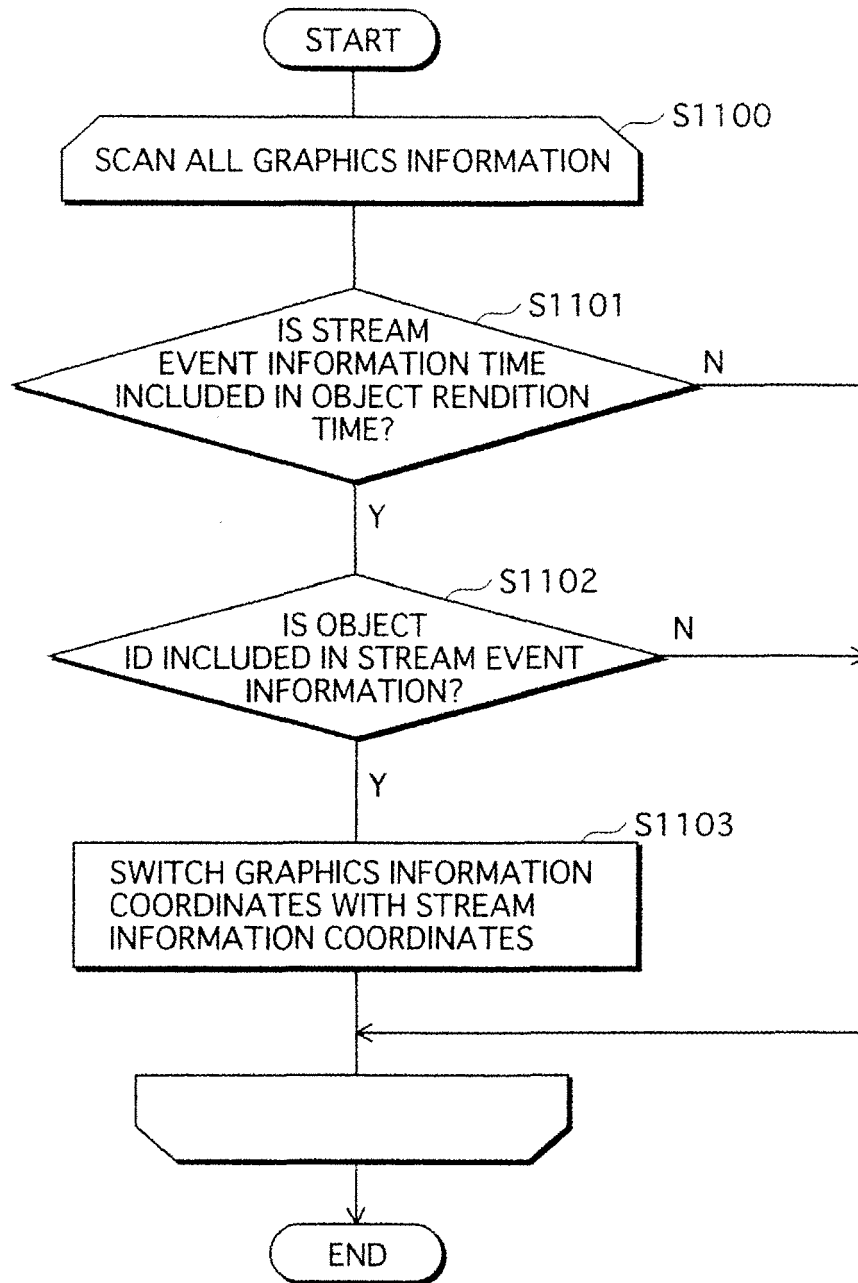 START
S1100
SCAN ALL GRAPHICS INFORMATION
S1101
IS STREAM
EVENT INFORMATION TIME
INCLUDED IN OBJECT RENDITION
TIME?
N
Y
S1102
IS OBJECT
ID INCLUDED IN STREAM EVENT
INFORMATION?
N
Y
S1103
SWITCH GRAPHICS INFORMATION
COORDINATES WITH STREAM
INFORMATION COORDINATES
END